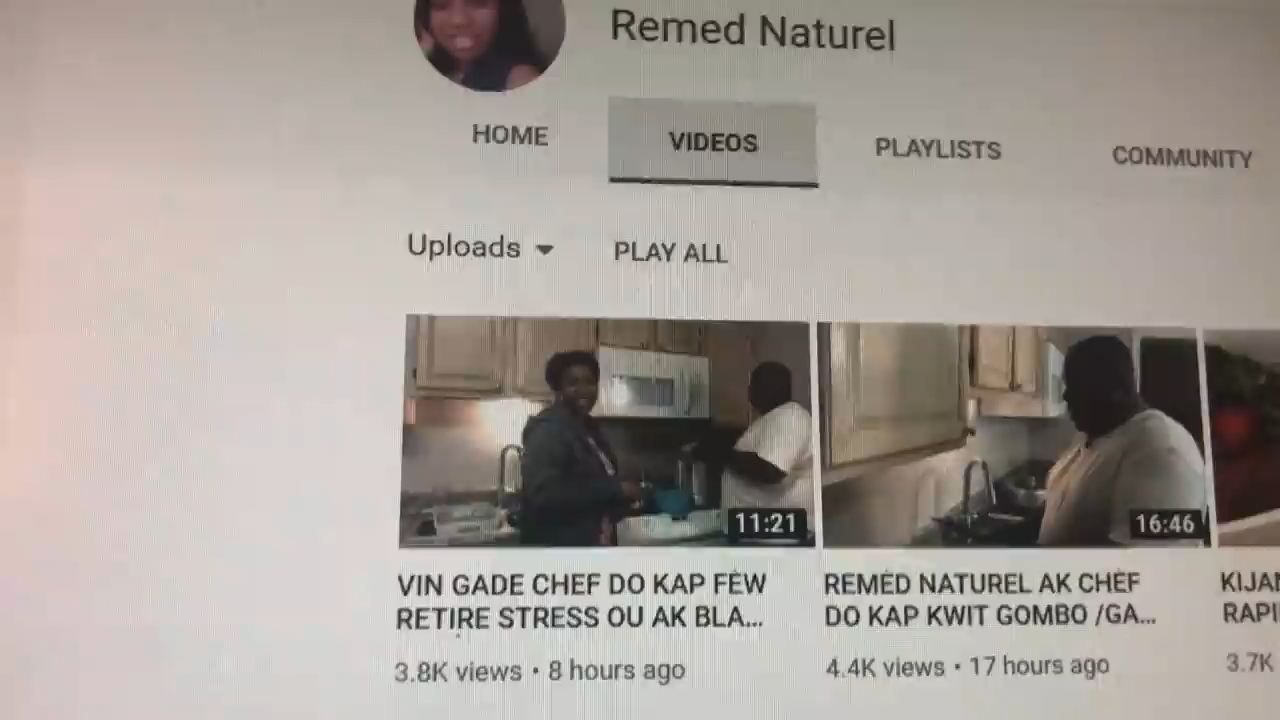 Remed Naturel
HOME
VIDEOS
PLAYLISTS
COMMUNITY
Uploads
PLAY ALL
11:21
16:46
VIN GADE CHEF DO KAP FÈW
RETIRE STRESS OU AK BLA...
3.8K views • 8 hours ago
REMÈD NATUREL AK CHÈF
DO KAP KWIT GOMBO /GA...
4.4K views • 17 hours ago
KIJAN
RAPI
3.7K